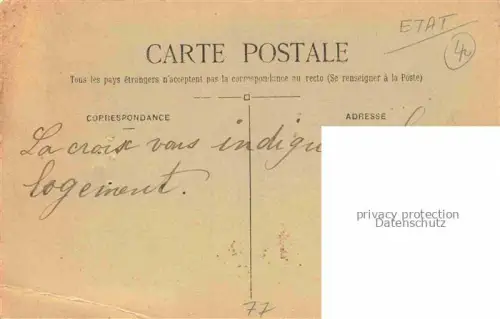 ETAT
42
CARTE POSTALE
Tous les pays étrangers n'acceptent pas la correspondance au recto (Se renseigner à la Poste)
CORRESPONDANCE
ADRESSE
La croix vous indique
logement.
privacy protection
Datenschutz
77